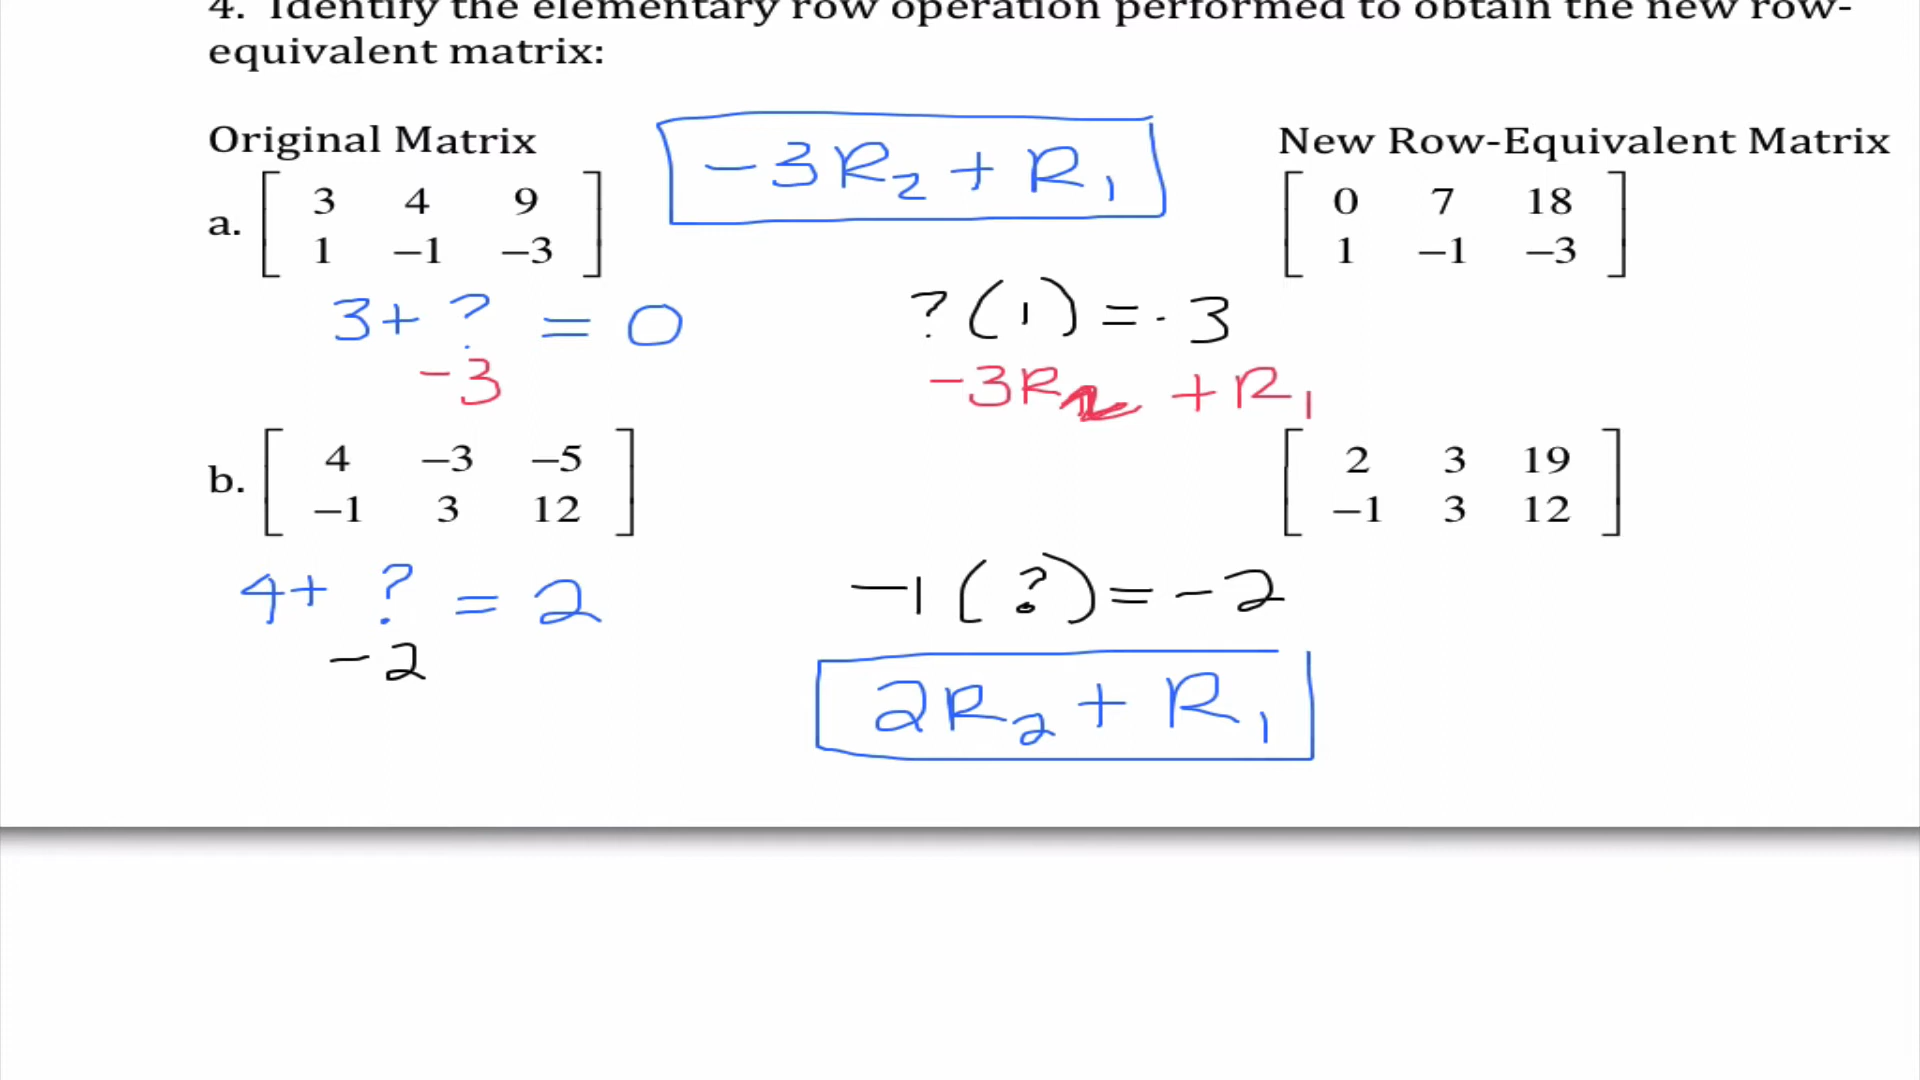 4. Identify the elementary row operation performed to obtain the new row-
equivalent matrix:
Original Matrix
-3R₂ + R₁
New Row-Equivalent Matrix
a. [ 3 4 9
1 −1 −3 ]
[ 0 7 18
1 −1 −3 ]
3 + ? = 0
-3
? (1) = -3
-3R₂ + R₁
b. [ 4 −3 −5
−1 3 12 ]
[ 2 3 19
−1 3 12 ]
4 + ? = 2
-2
-1 (?) = -2
2R₂ + R₁